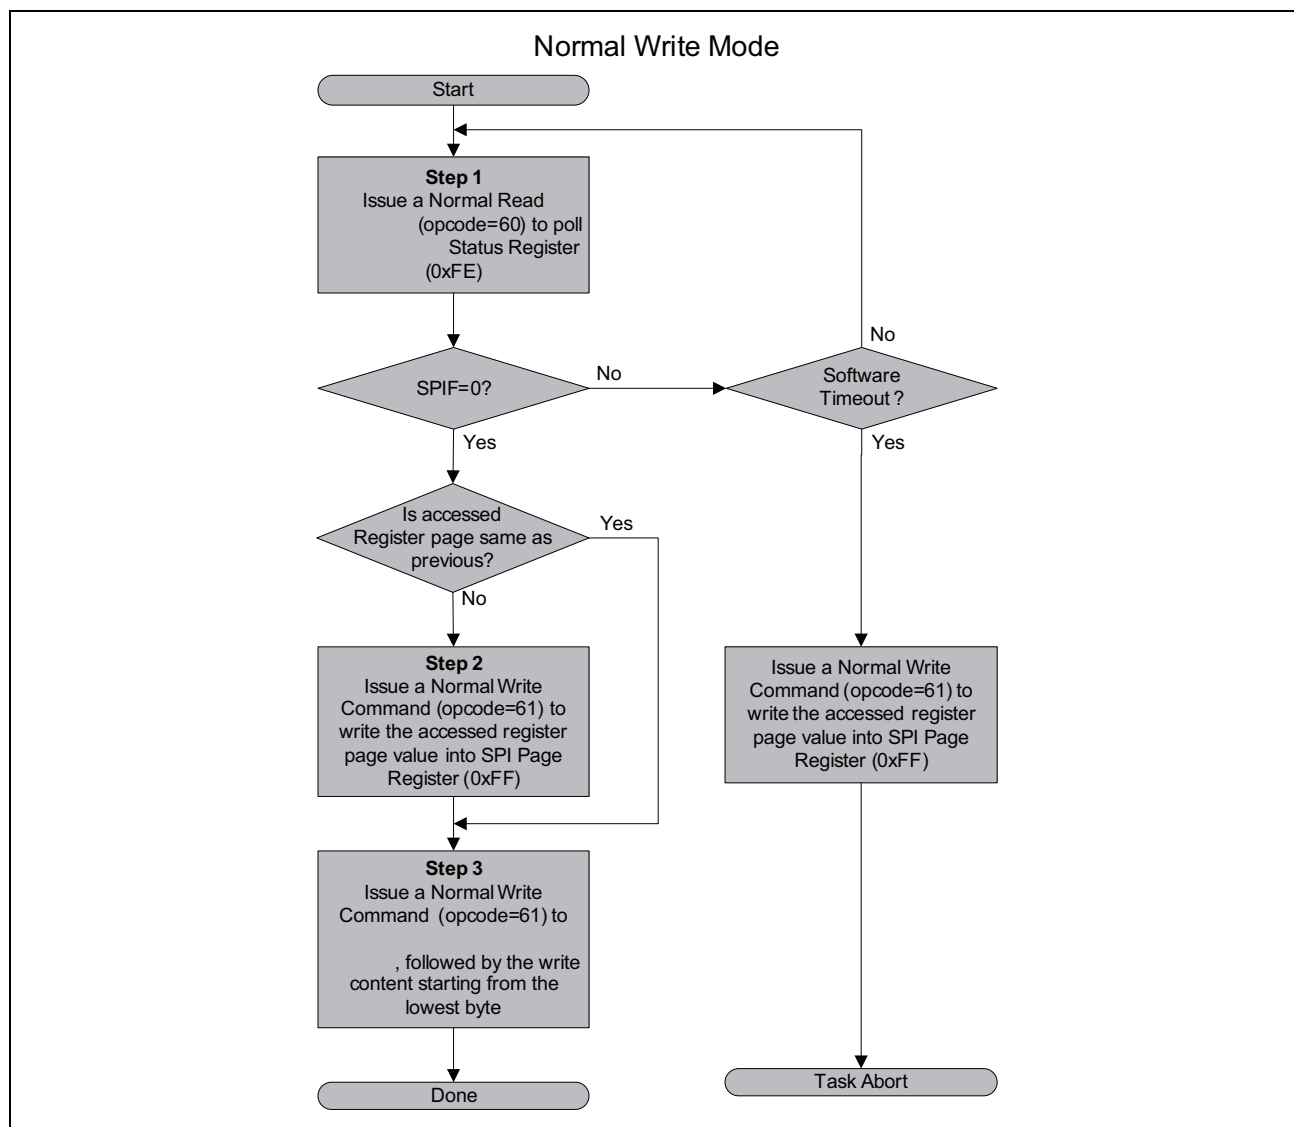 Normal Write Mode
Start
Step 1
Issue a Normal Read
(opcode=60) to poll
Status Register
(0xFE)
No
SPIF=0?
No
Software
Timeout ?
Yes
Yes
Is accessed
Register page same as
previous?
Yes
No
Step 2
Issue a Normal Write
Command (opcode=61) to
write the accessed register
page value into SPI Page
Register (0xFF)
Issue a Normal Write
Command (opcode=61) to
write the accessed register
page value into SPI Page
Register (0xFF)
Step 3
Issue a Normal Write
Command (opcode=61) to
, followed by the write
content starting from the
lowest byte
Done
Task Abort